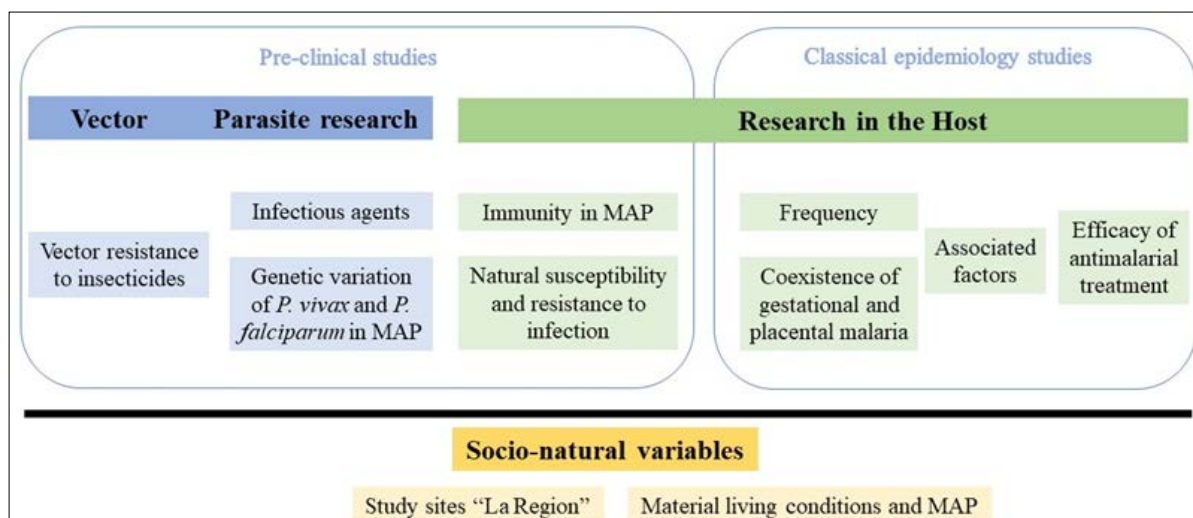 Pre-clinical studies
Classical epidemiology studies
Vector
Parasite research
Research in the Host
Vector resistance
to insecticides
Infectious agents
Genetic variation
of P. vivax and P.
falciparum in MAP
Immunity in MAP
Natural susceptibility
and resistance to
infection
Frequency
Coexistence of
gestational and
placental malaria
Associated
factors
Efficacy of
antimalarial
treatment
Socio-natural variables
Study sites “La Region”
Material living conditions and MAP